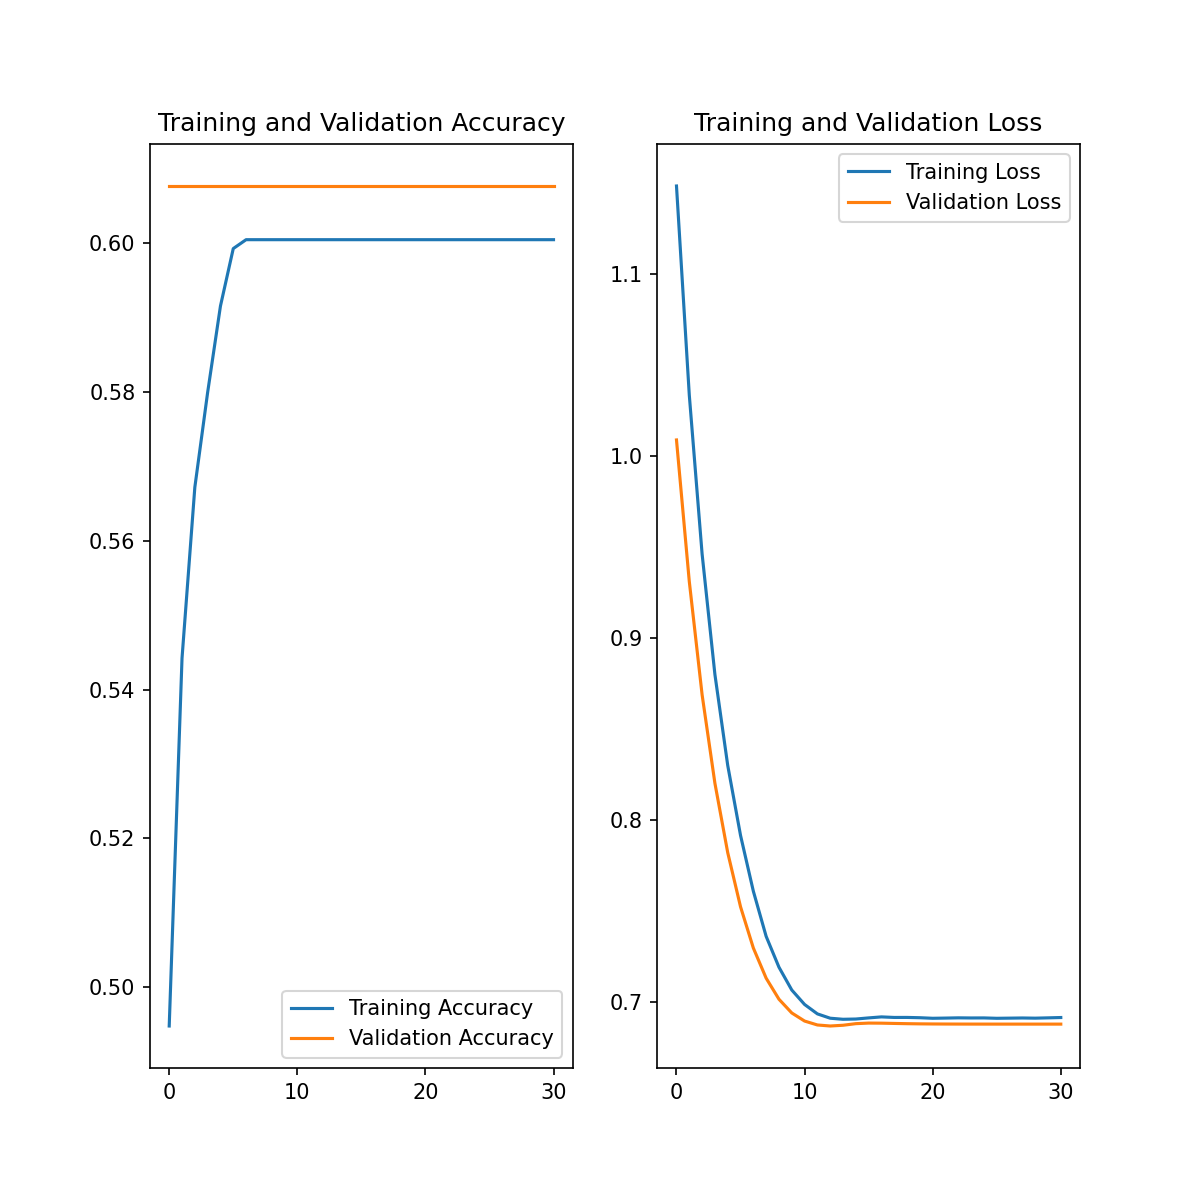 Training and Validation Accuracy
0.60
0.58
0.56
0.54
0.52
0.50
Training Accuracy
Validation Accuracy
0 10 20 30
Training and Validation Loss
Training Loss
Validation Loss
1.1
1.0
0.9
0.8
0.7
0 10 20 30